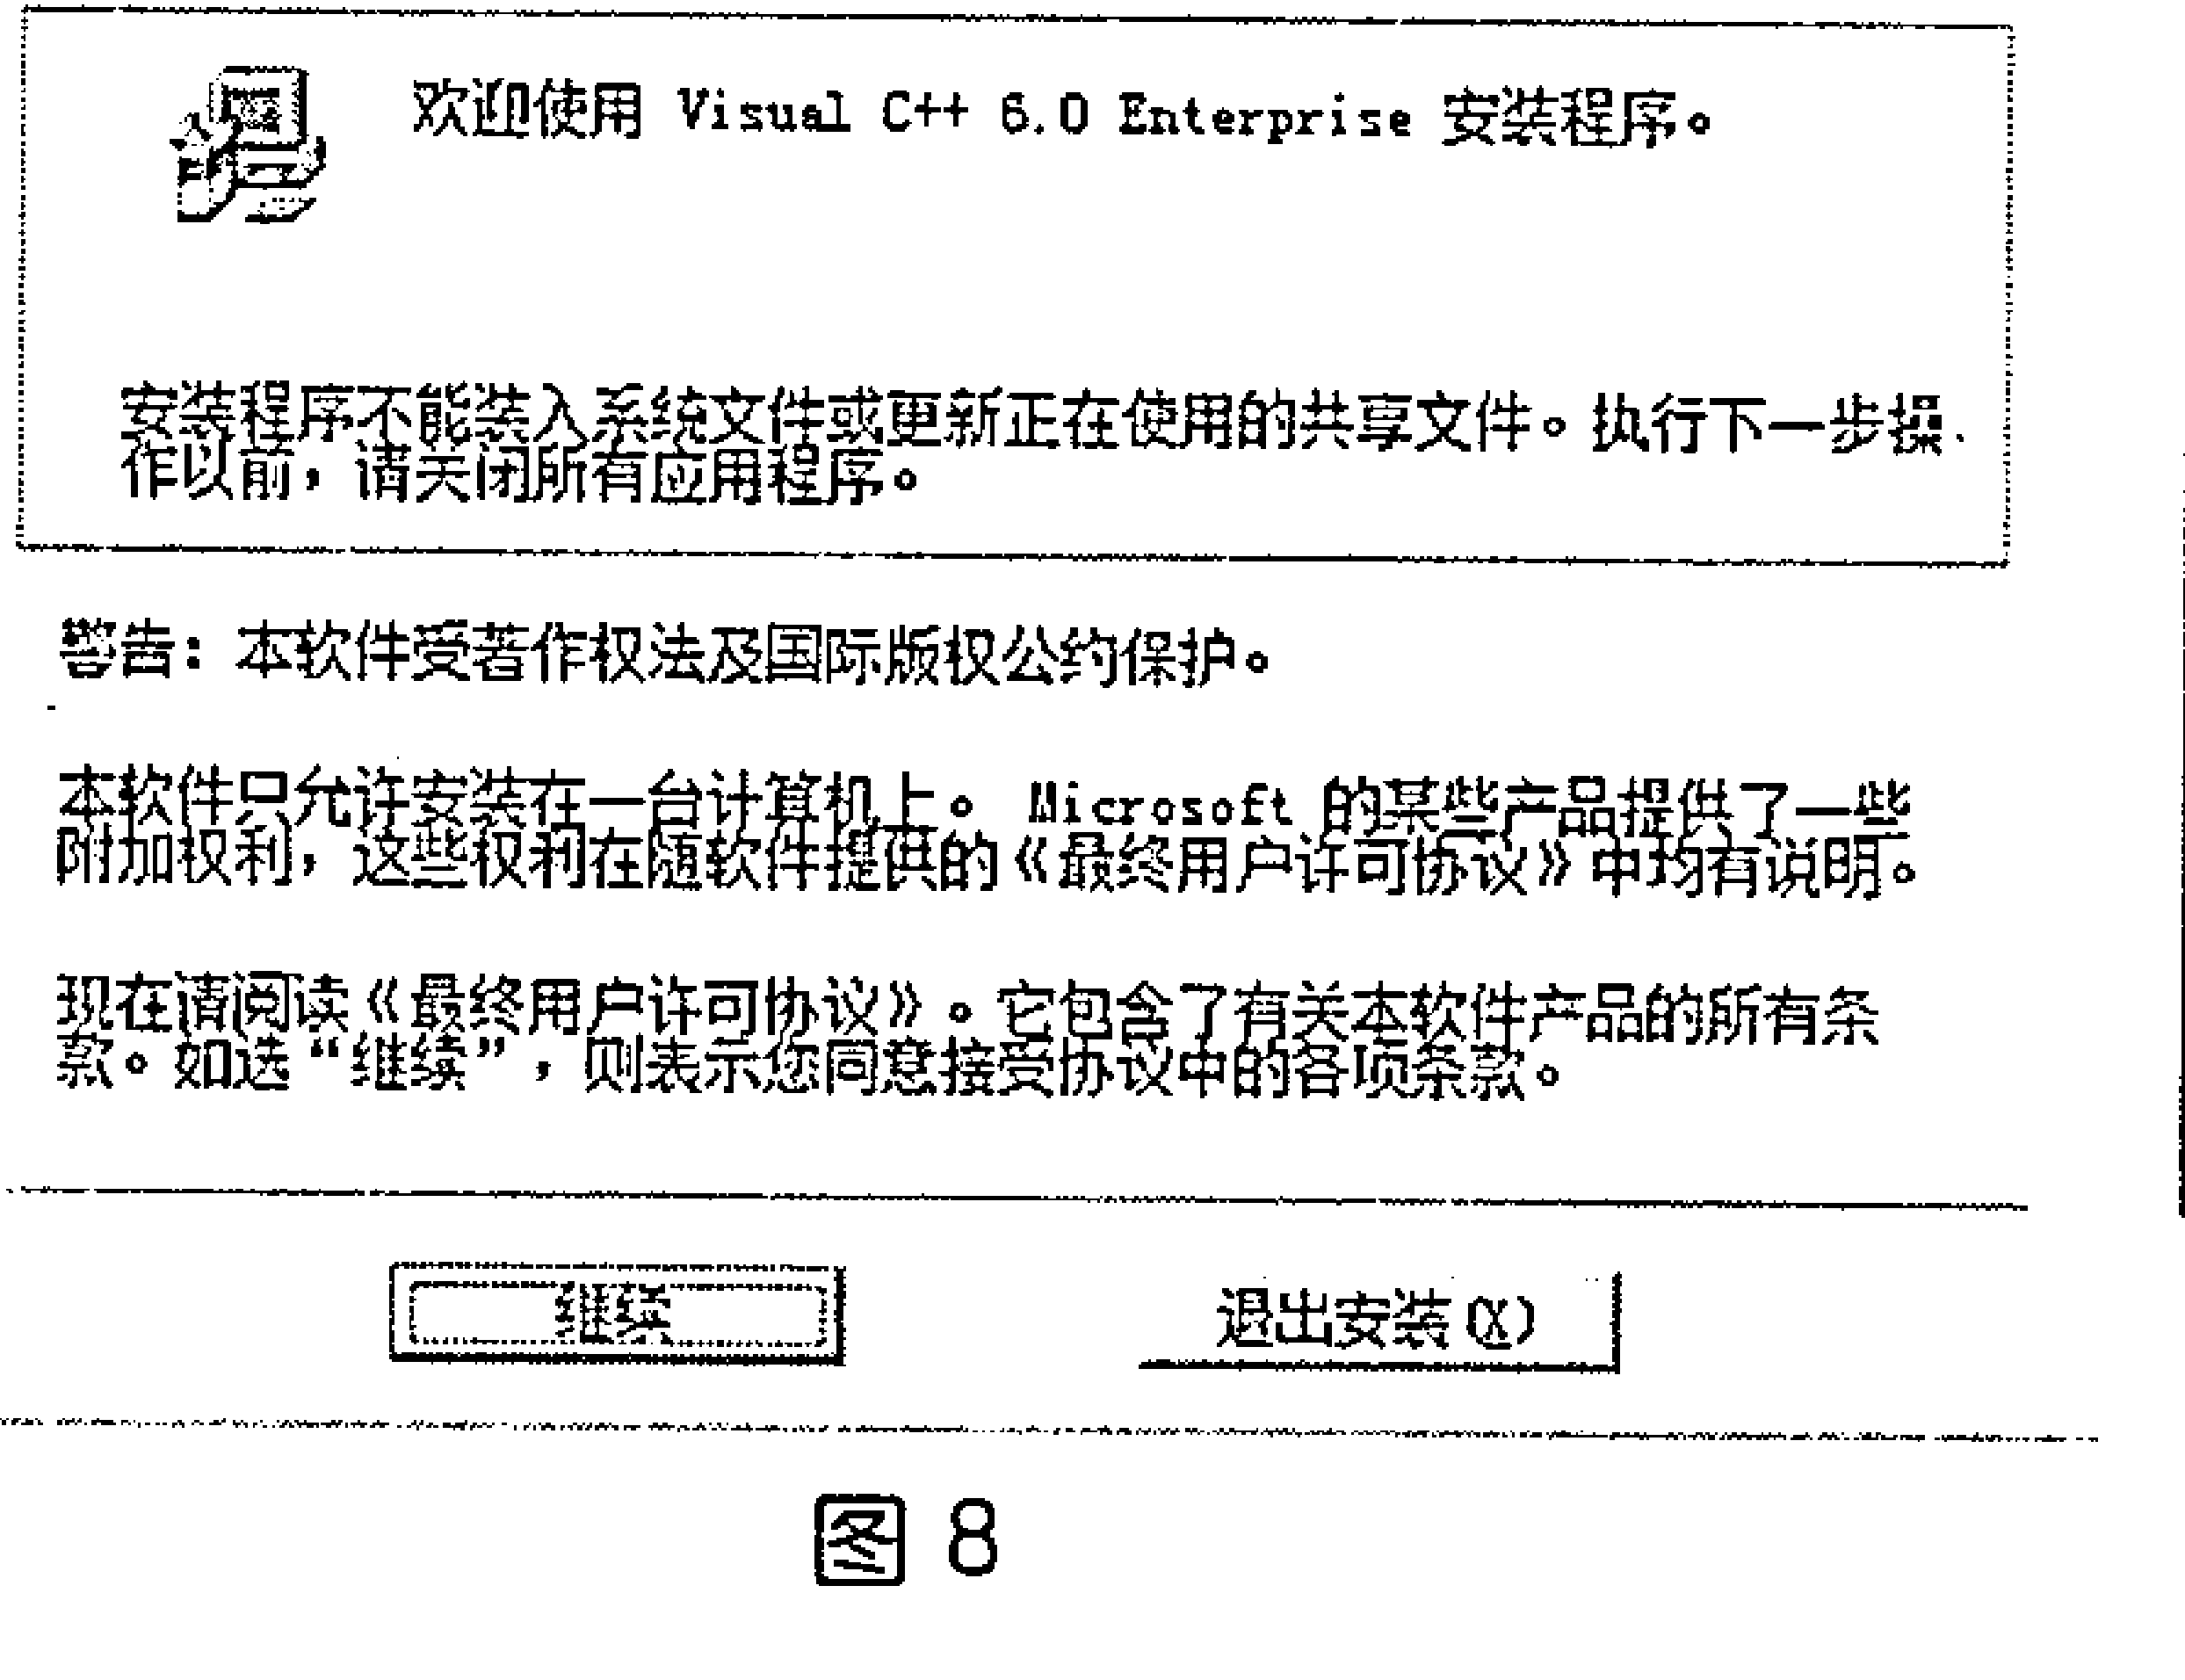 欢迎使用 Visual C++ 6.0 Enterprise 安装程序。
安装程序不能装入系统文件或更新正在使用的共享文件。执行下一步操
作以前，请关闭所有应用程序。
警告：本软件受著作权法及国际版权公约保护。
本软件只允许安装在一台计算机上。 Microsoft 的某些产品提供了一些
附加权利，这些权利在随软件提供的《最终用户许可协议》中均有说明。
现在请阅读《最终用户许可协议》。它包含了有关本软件产品的所有条
款。如选“继续”，则表示您同意接受协议中的各项条款。
继续
退出安装(X)
图 8